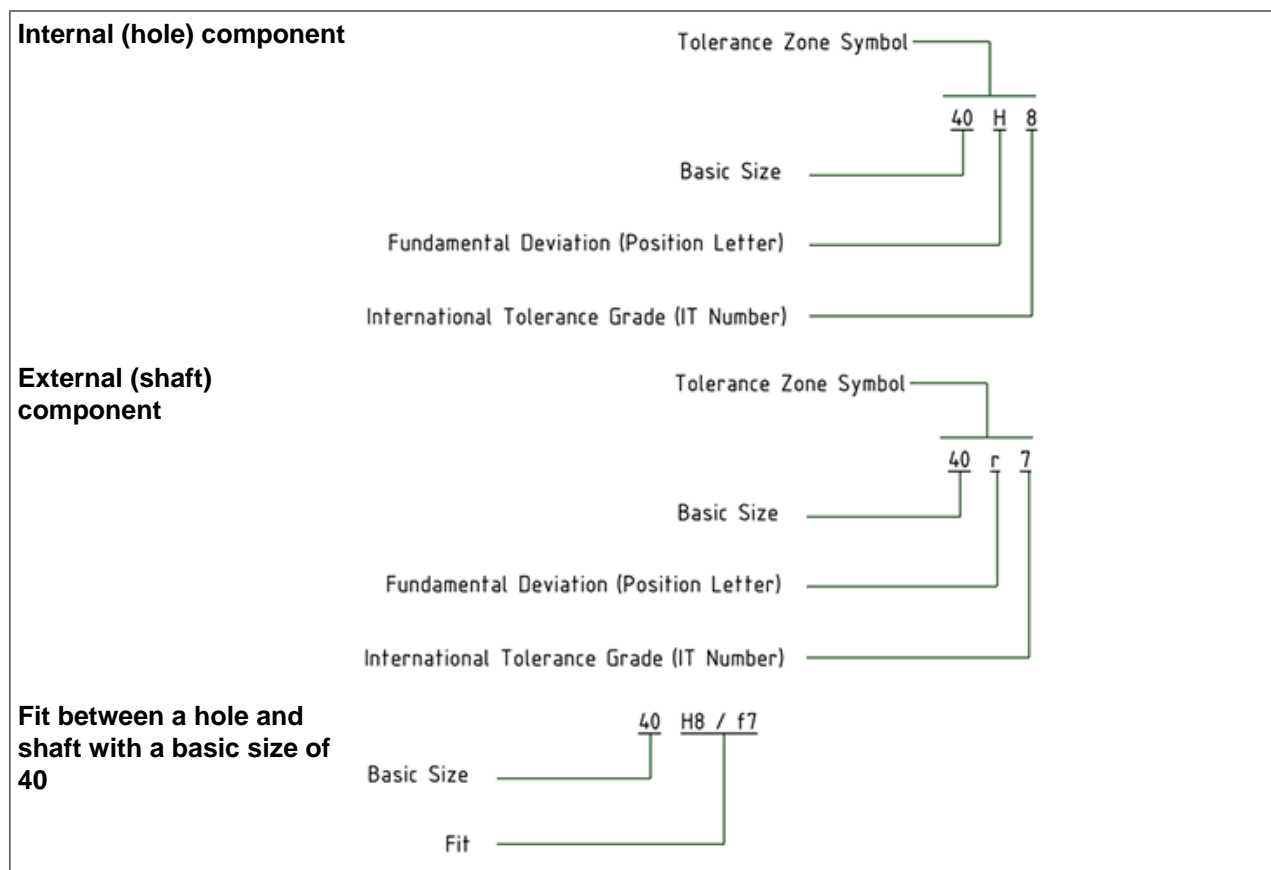 Internal (hole) component
Tolerance Zone Symbol
40 H 8
Basic Size
Fundamental Deviation (Position Letter)
International Tolerance Grade (IT Number)
External (shaft)
component
Tolerance Zone Symbol
40 r 7
Basic Size
Fundamental Deviation (Position Letter)
International Tolerance Grade (IT Number)
Fit between a hole and
shaft with a basic size of
40
40 H8 / f7
Basic Size
Fit